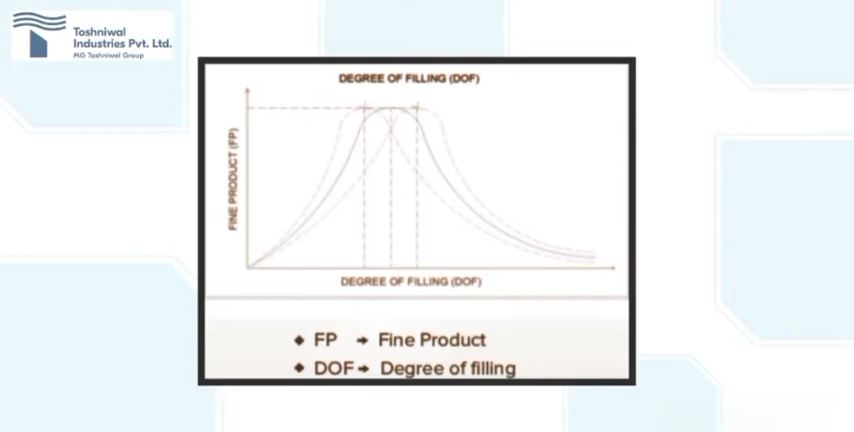 Toshniwal
Industries Pvt. Ltd.
MG Toshniwal Group
DEGREE OF FILLING (DOF)
FINE PRODUCT (FP)
DEGREE OF FILLING (DOF)
◆ FP → Fine Product
◆ DOF → Degree of filling